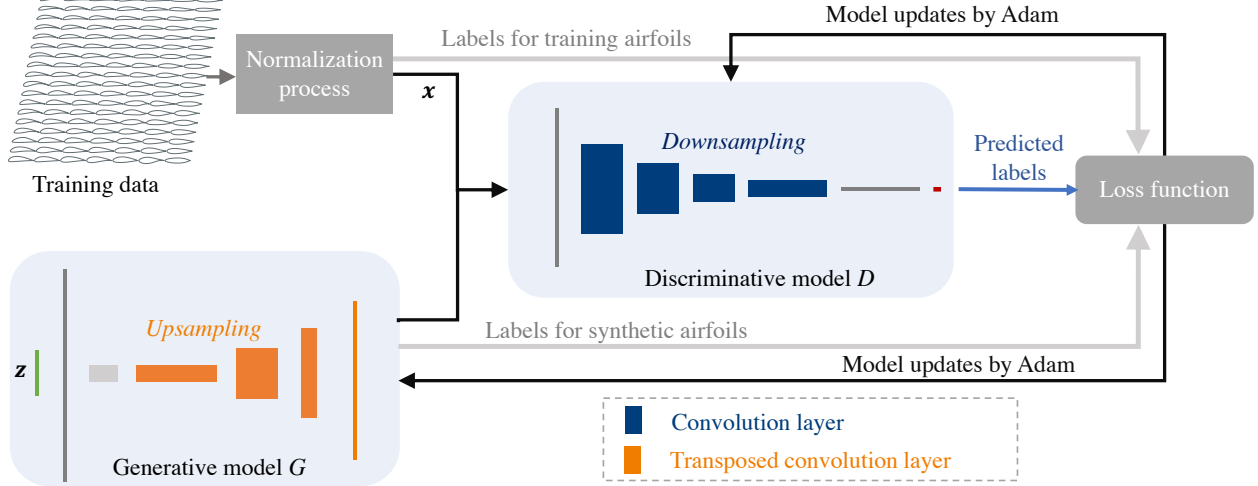 Model updates by Adam
Labels for training airfoils
Normalization
process
x
Training data
Downsampling
Predicted
labels
Loss function
Discriminative model D
Upsampling
z
Labels for synthetic airfoils
Model updates by Adam
Generative model G
Convolution layer
Transposed convolution layer